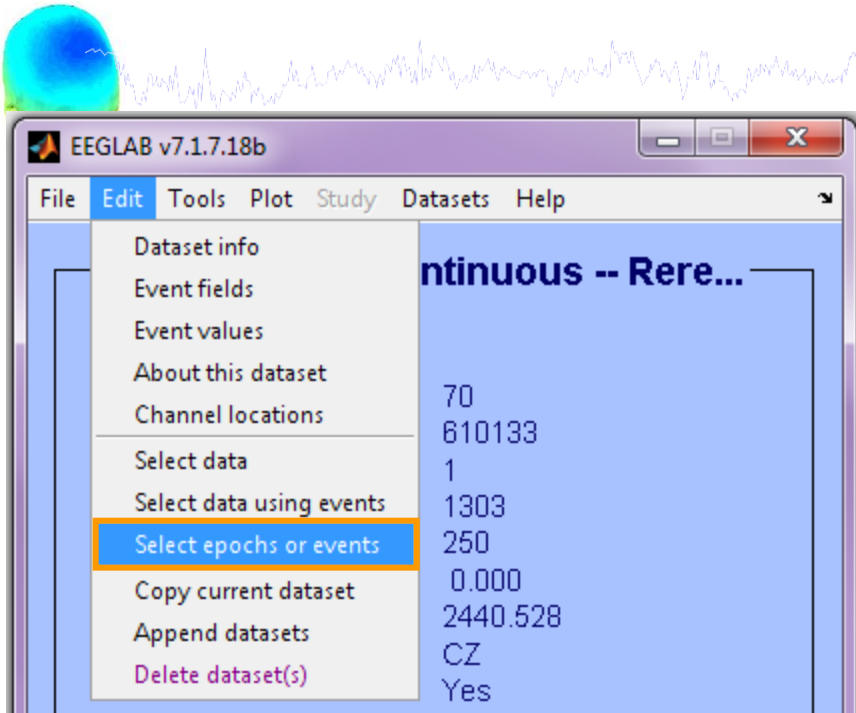 EEGLAB v7.1.7.18b
File Edit Tools Plot Study Datasets Help
Dataset info
Event fields
Event values
About this dataset
Channel locations
Select data
Select data using events
Select epochs or events
Copy current dataset
Append datasets
Delete dataset(s)
ntinuous -- Rere...
70
610133
1
1303
250
0.000
2440.528
CZ
Yes